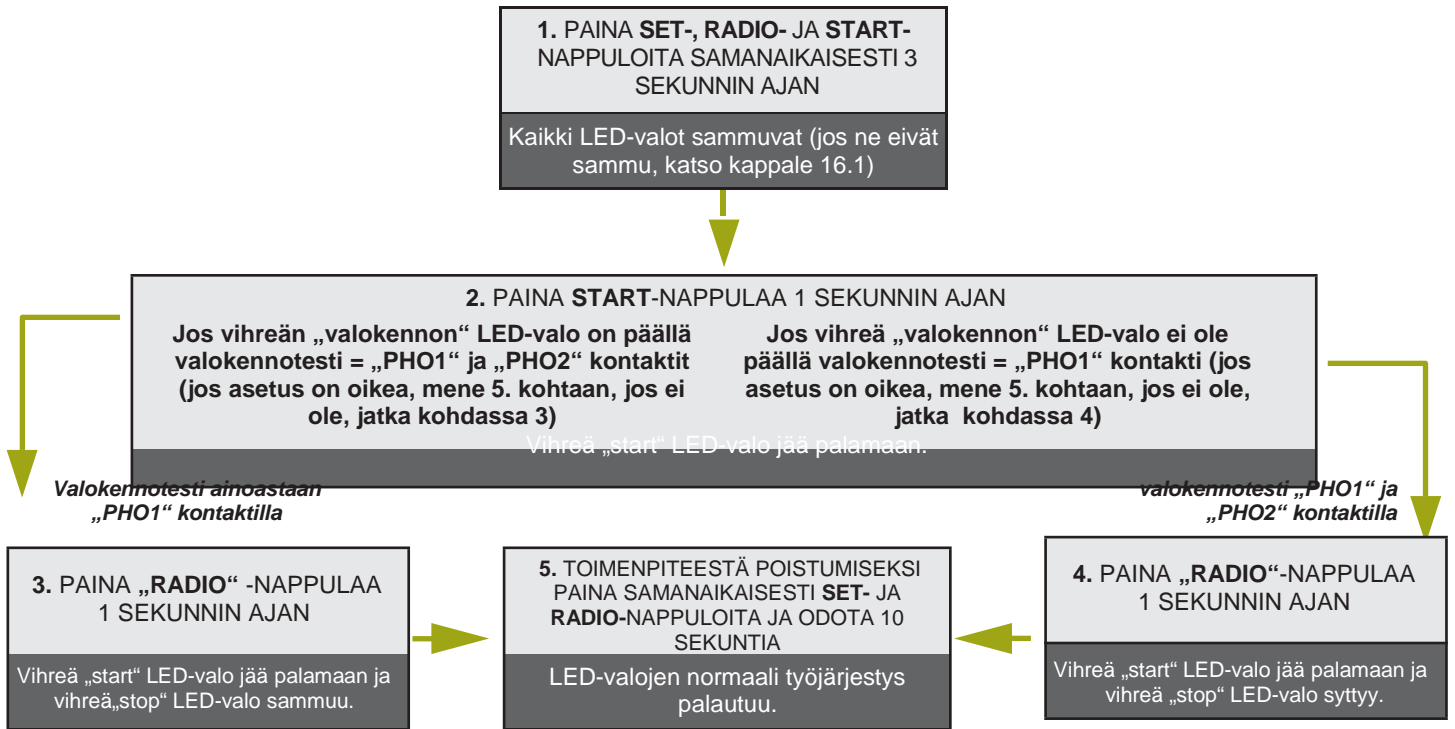 1. PAINA SET-, RADIO- JA START-
NAPPULOITA SAMANAIKAISESTI 3
SEKUNNIN AJAN
Kaikki LED-valot sammuvat (jos ne eivät
sammu, katso kappale 16.1)
2. PAINA START-NAPPULAA 1 SEKUNNIN AJAN
Jos vihreän „valokennon“ LED-valo on päällä
valokennotesti = „PHO1“ ja „PHO2“ kontaktit
(jos asetus on oikea, mene 5. kohtaan, jos ei
ole, jatka kohdassa 3)
Jos vihreä „valokennon“ LED-valo ei ole
päällä valokennotesti = „PHO1“ kontakti (jos
asetus on oikea, mene 5. kohtaan, jos ei ole,
jatka kohdassa 4)
Vihreä „start“ LED-valo jää palamaan.
Valokennotesti ainoastaan
„PHO1“ kontaktilla
valokennotesti „PHO1“ ja
„PHO2“ kontaktilla
3. PAINA „RADIO“ -NAPPULAA
1 SEKUNNIN AJAN
Vihreä „start“ LED-valo jää palamaan ja
vihreä„stop“ LED-valo sammuu.
5. TOIMENPITEESTÄ POISTUMISEKSI
PAINA SAMANAIKAISESTI SET- JA
RADIO-NAPPULOITA JA ODOTA 10
SEKUNTIA
LED-valojen normaali työjärjestys
palautuu.
4. PAINA „RADIO“-NAPPULAA
1 SEKUNNIN AJAN
Vihreä „start“ LED-valo jää palamaan ja
vihreä „stop“ LED-valo syttyy.